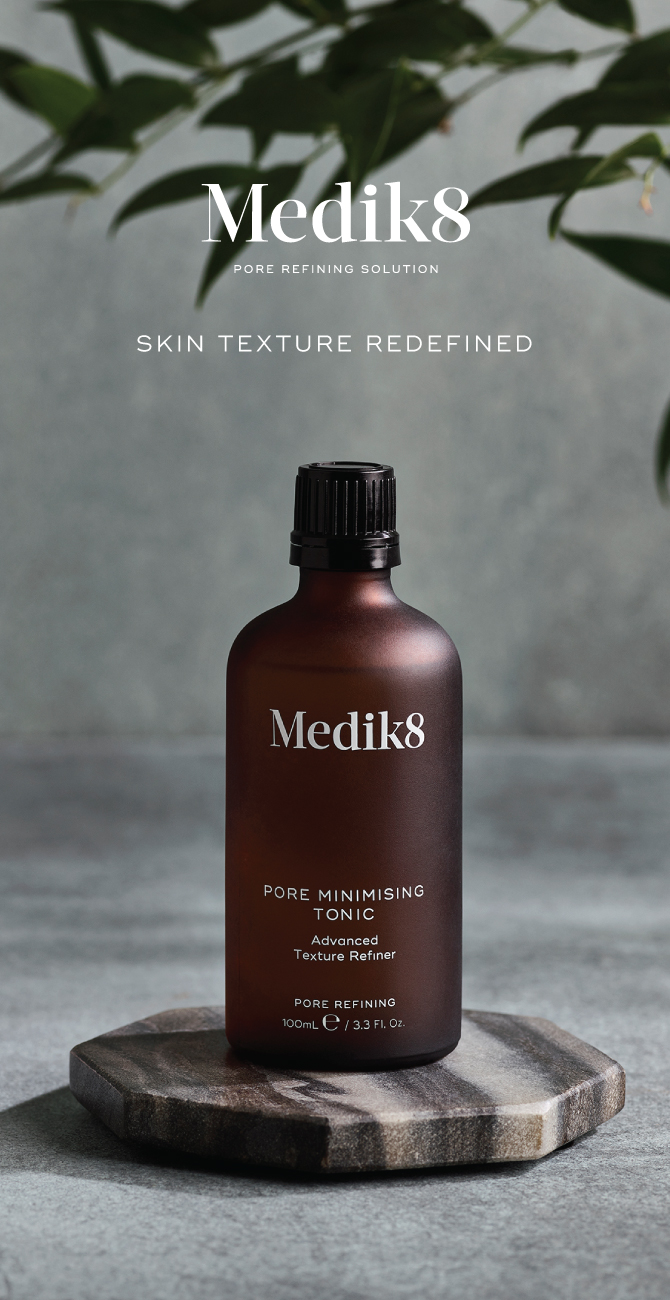 Medik8
PORE REFINING SOLUTION
SKIN TEXTURE REDEFINED
Medik8
PORE MINIMISING
TONIC
Advanced
Texture Refiner
PORE REFINING
100mL ℮ / 3.3 Fl. Oz.